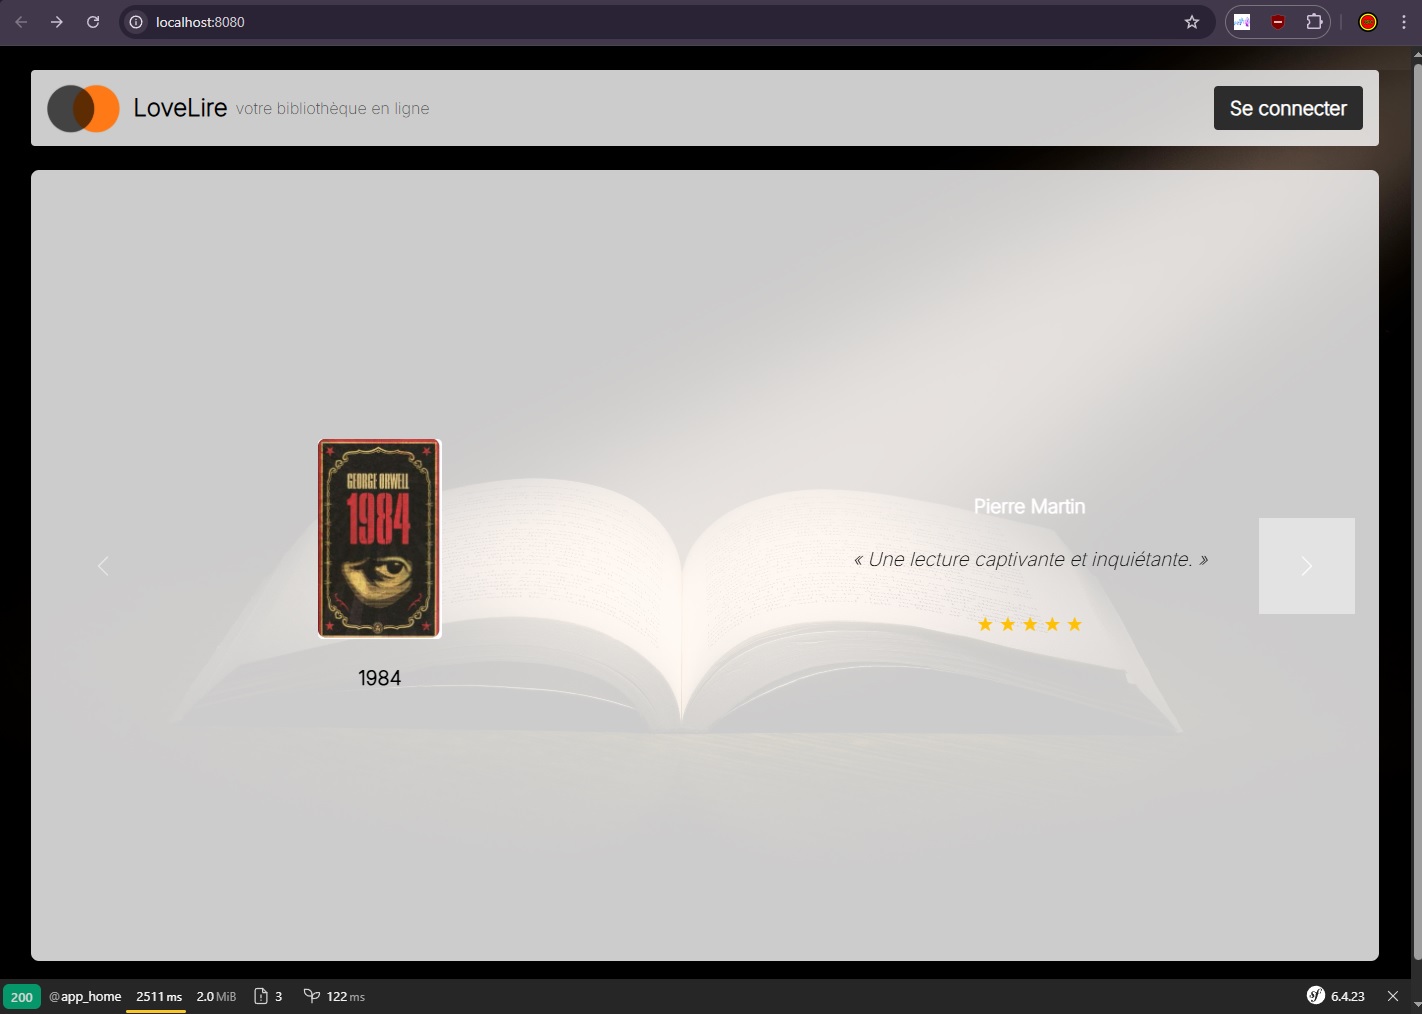 localhost:8080
LoveLire votre bibliothèque en ligne
Se connecter
GEORGE ORWELL
1984
Pierre Martin
« Une lecture captivante et inquiétante. »
★ ★ ★ ★ ★
1984
200 @app_home 2511 ms 2.0 MiB 3 122 ms
sf 6.4.23